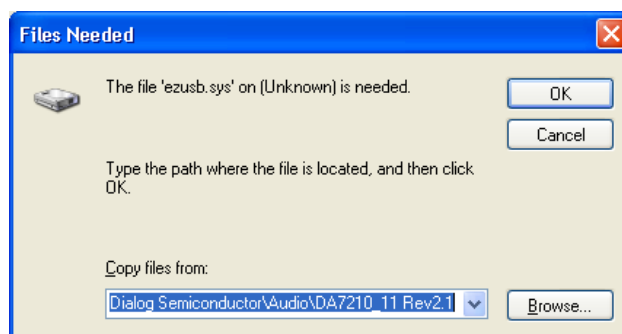 Files Needed
The file 'ezusb.sys' on (Unknown) is needed.
OK
Cancel
Type the path where the file is located, and then click
OK.
Copy files from:
Dialog Semiconductor\Audio\DA7210_11 Rev2.1
Browse...